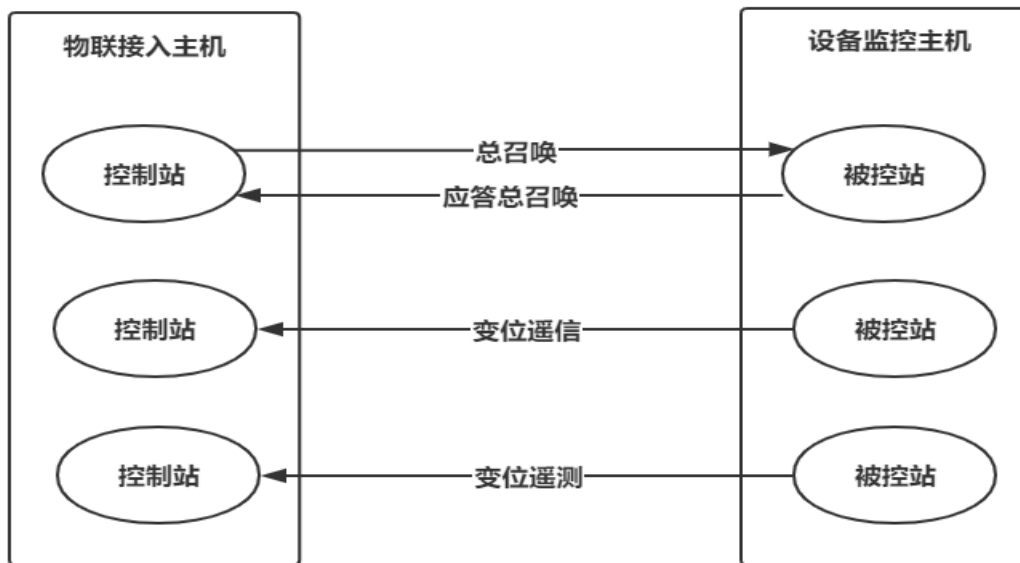 物联接入主机
设备监控主机
控制站
总召唤
被控站
应答总召唤
控制站
变位遥信
被控站
控制站
变位遥测
被控站